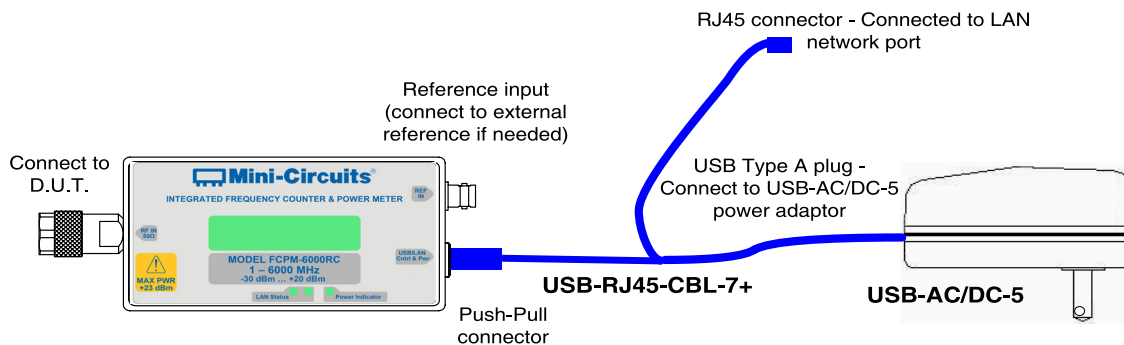 RJ45 connector - Connected to LAN
network port
Reference input
(connect to external
reference if needed)
Connect to
D.U.T.
USB Type A plug -
Connect to USB-AC/DC-5
power adaptor
Mini-Circuits®
INTEGRATED FREQUENCY COUNTER & POWER METER
REF
IN
RF IN
50Ω
USB/LAN
Cntrl & Pwr
MODEL FCPM-6000RC
1 – 6000 MHz
-30 dBm ... +20 dBm
MAX PWR
+23 dBm
LAN Status
Power Indicator
USB-RJ45-CBL-7+
USB-AC/DC-5
Push-Pull
connector